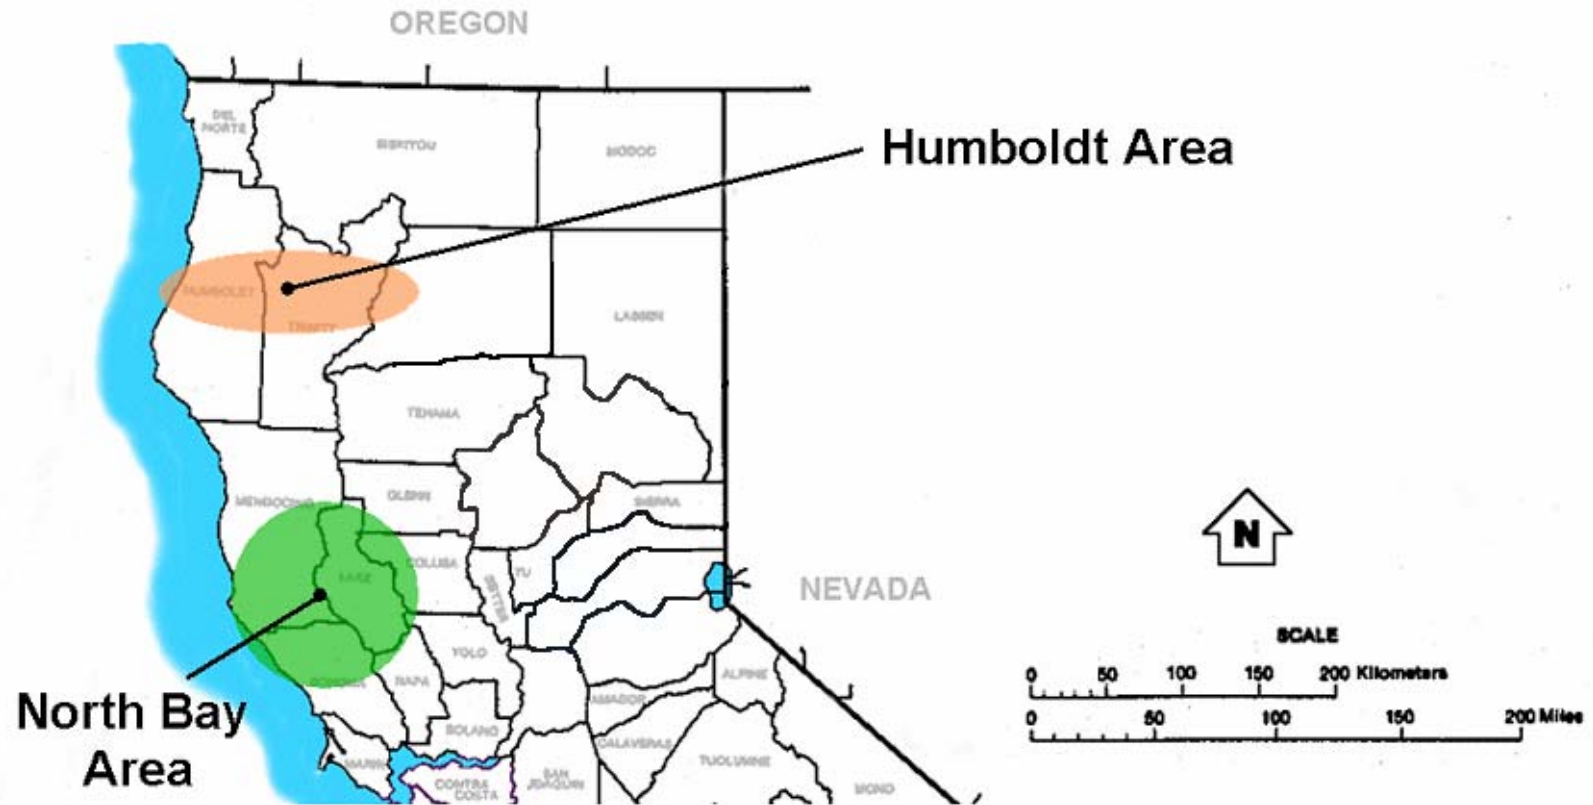 OREGON
DEL
NORTE
SISKIYOU
MODOC
Humboldt Area
HUMBOLDT
TRINITY
LASSEN
TEHAMA
MENDOCINO
GLENN
SIERRA
LAKE
COLUSA
SUTTER
YU
NEVADA
N
SCALE
0 50 100 150 200 Kilometers
0 50 100 150 200 Miles
YOLO
SONOMA
NAPA
ALPINE
AMADOR
North Bay
Area
SOLANO
CALAVERAS
MARIN
TUOLUMNE
CONTRA
COSTA
SAN
JOAQUIN
MONO